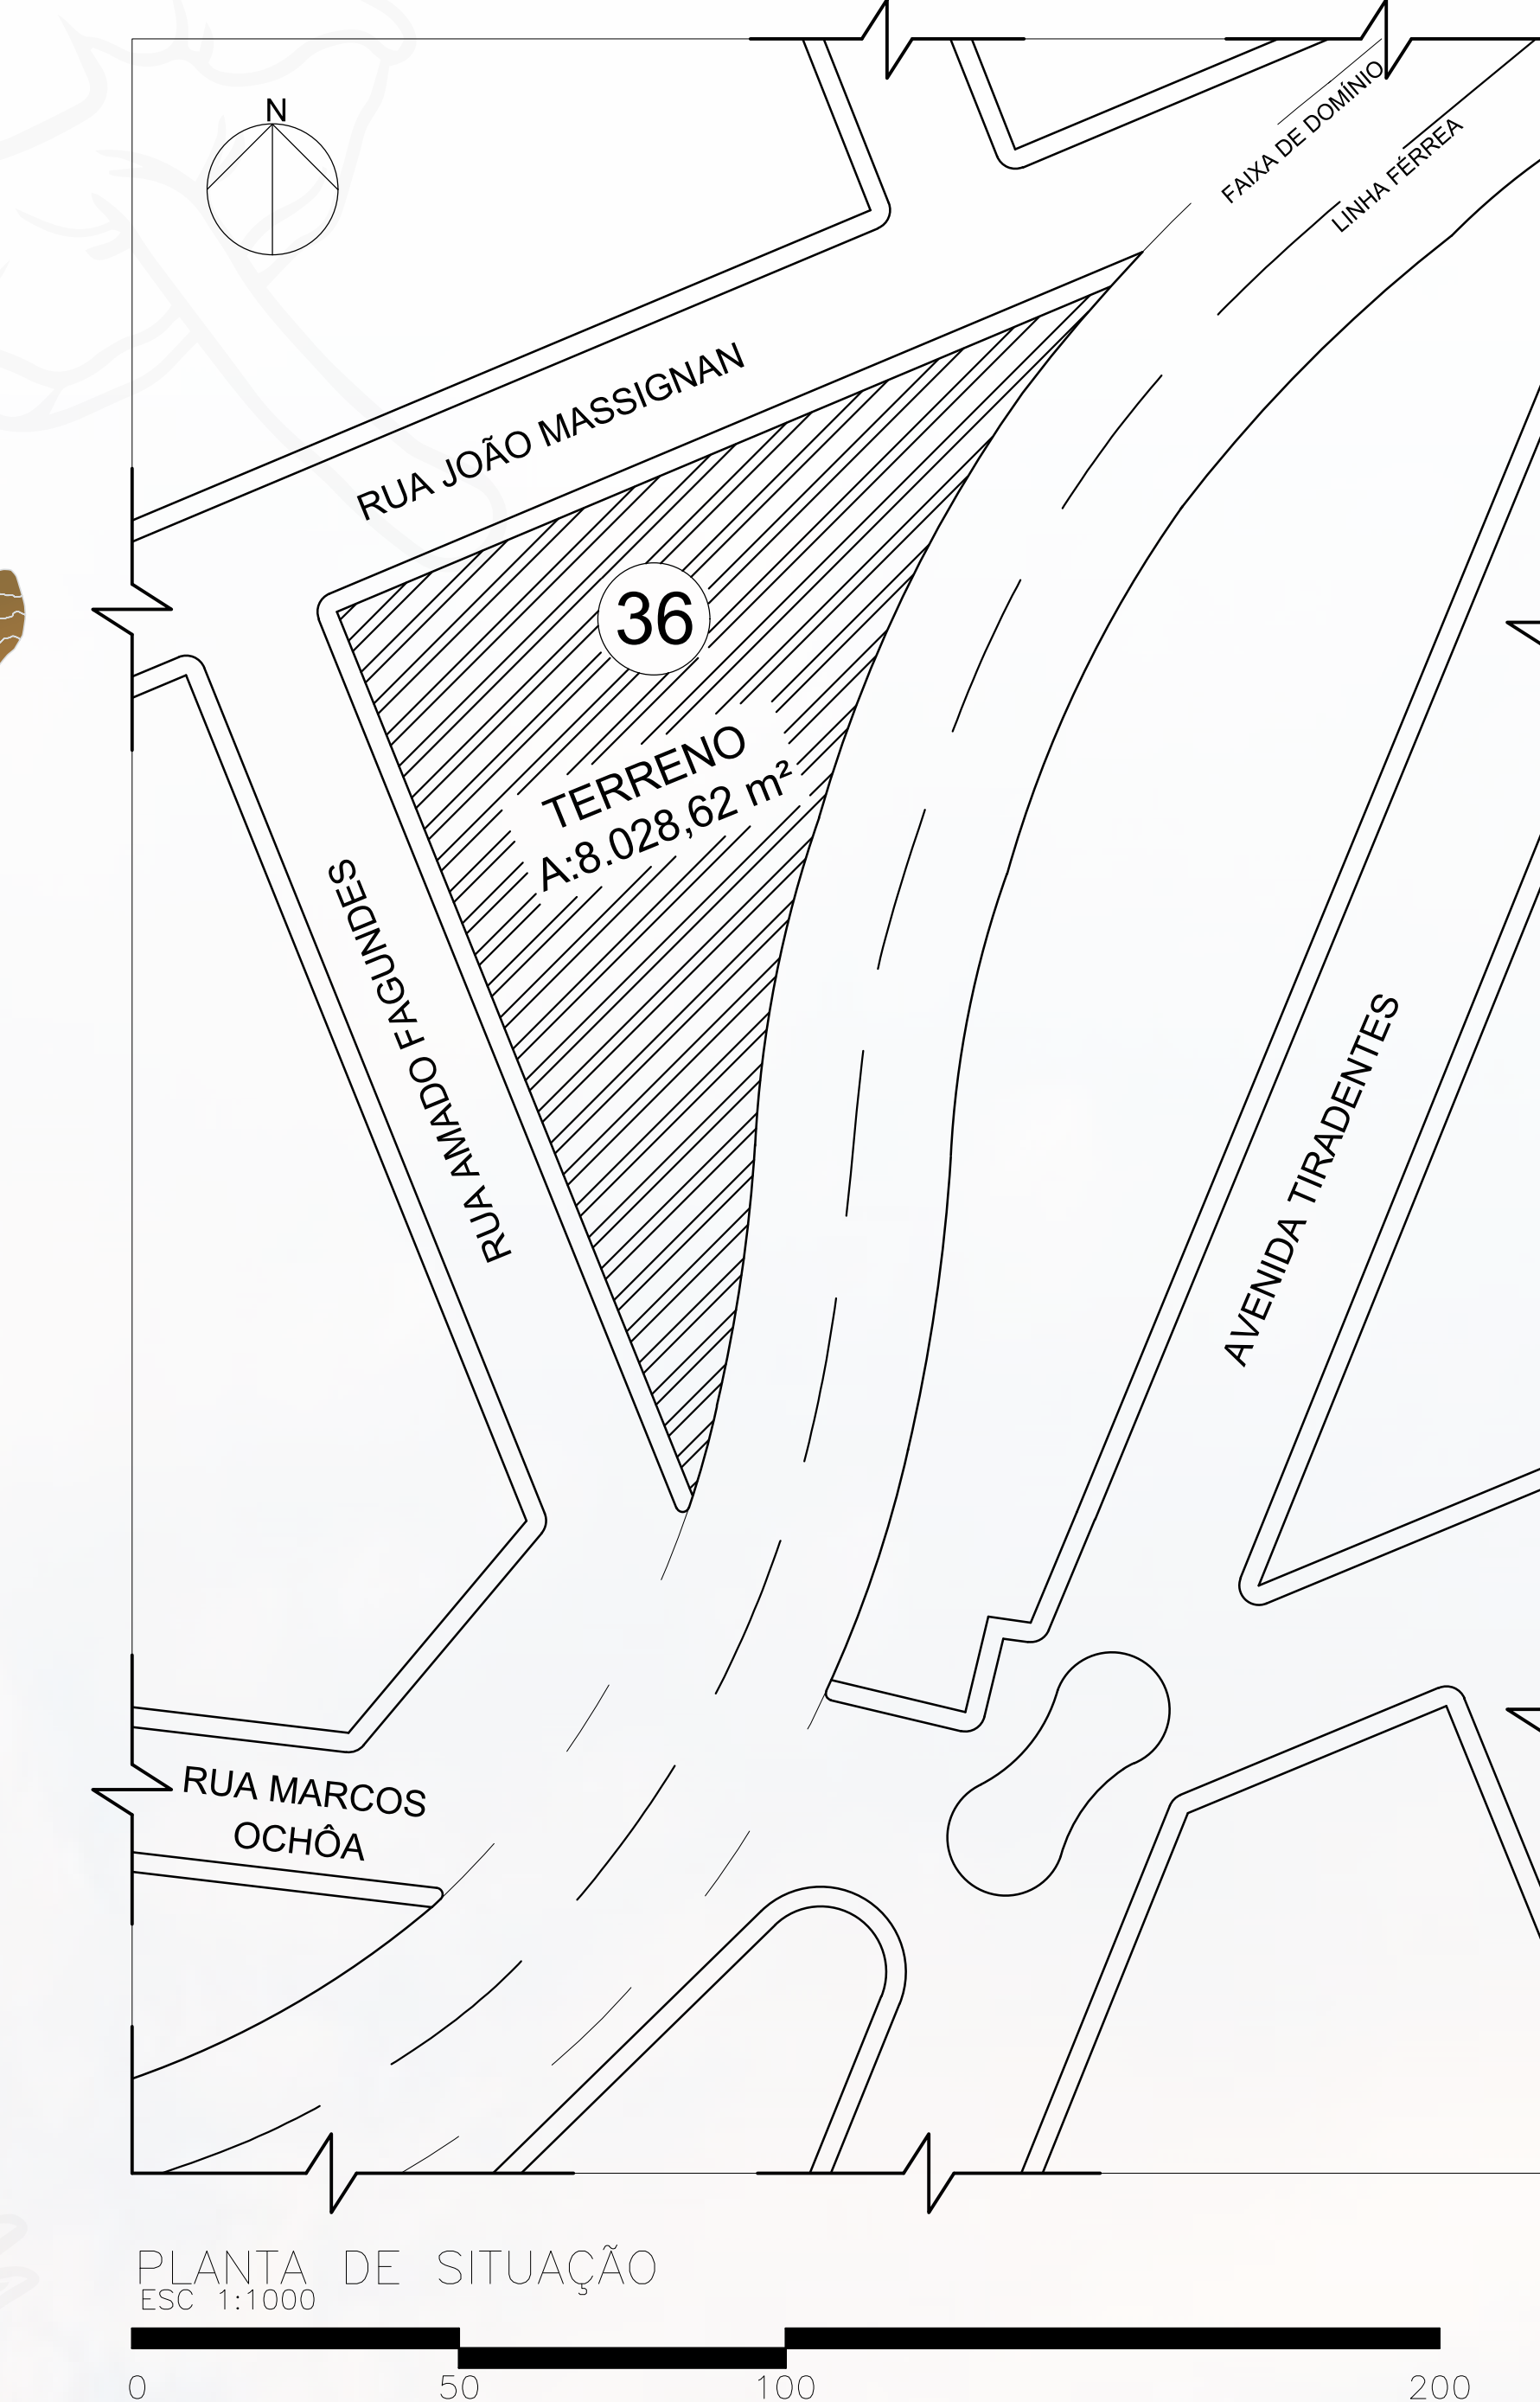 N
FAIXA DE DOMÍNIO
LINHA FÉRREA
RUA JOÃO MASSIGNAN
36
TERRENO
A:8.028,62 m²
RUA AMADO FAGUNDES
AVENIDA TIRADENTES
RUA MARCOS
OCHÔA
PLANTA DE SITUAÇÃO
ESC 1:1000
0 50 100 200